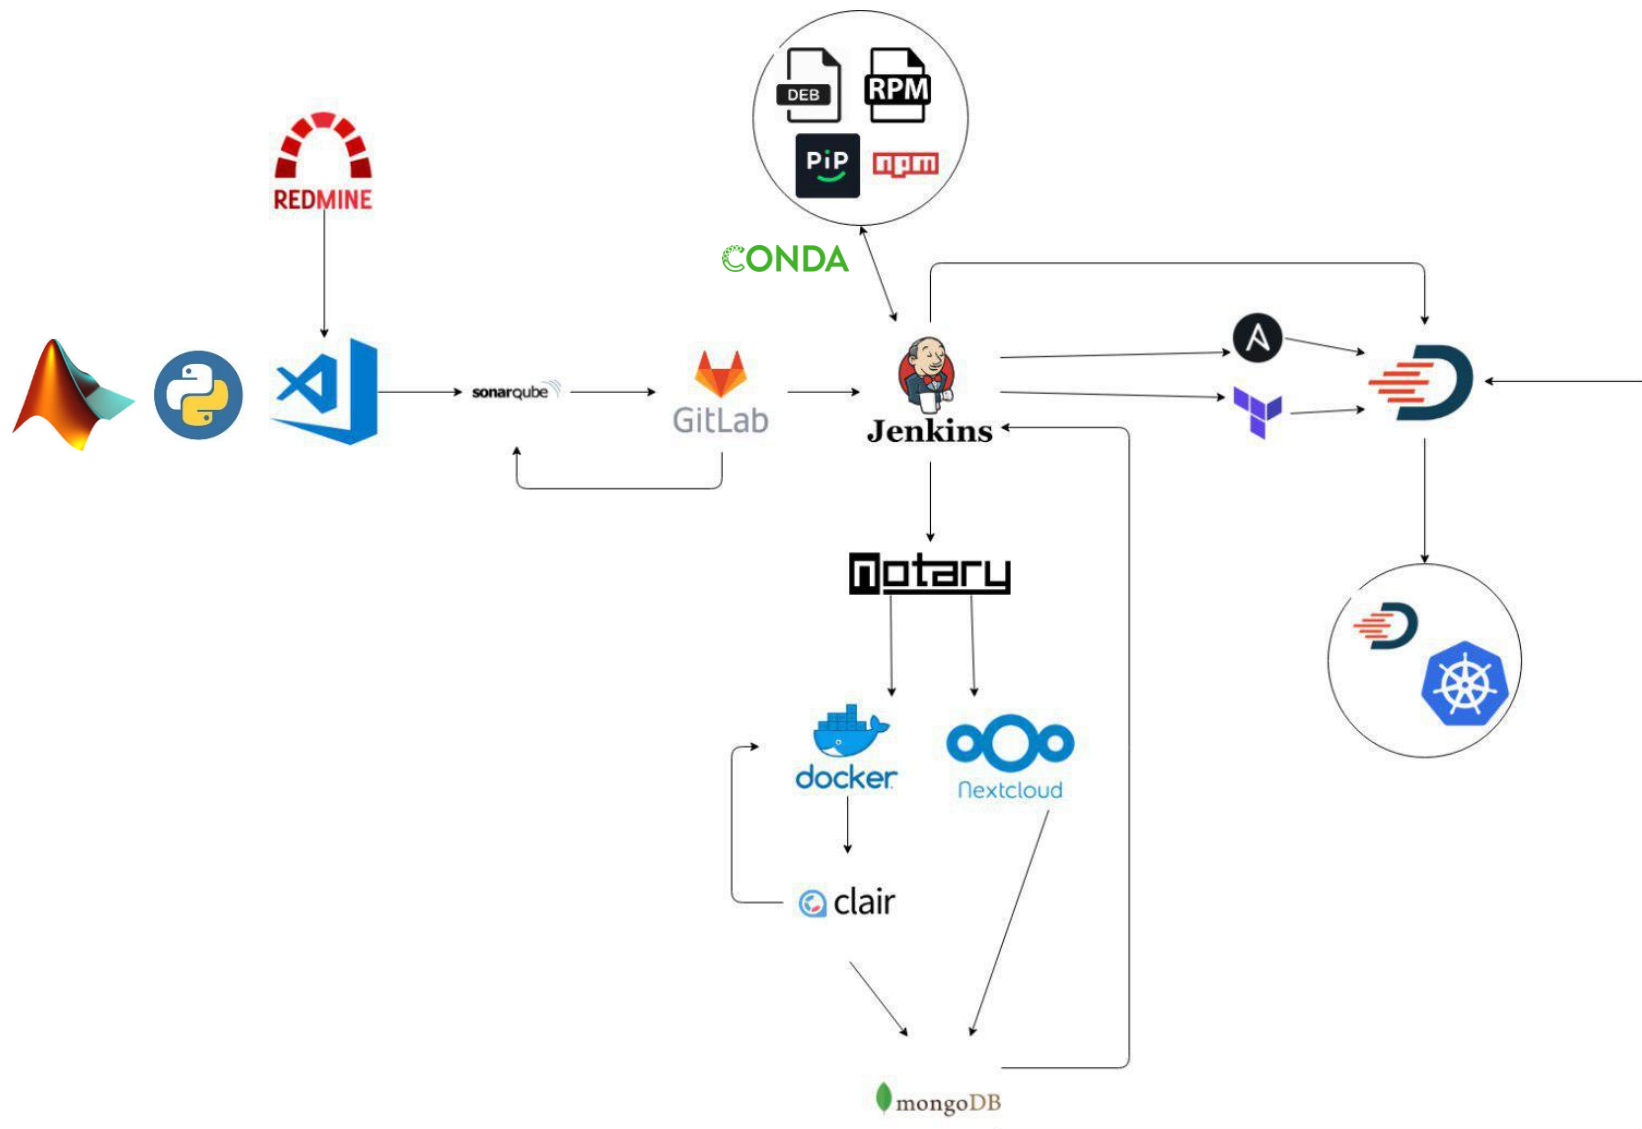 DEB
RPM
PiP
npm
REDMINE
CONDA
sonarqube
GitLab
Jenkins
notary
docker
Nextcloud
clair
mongoDB